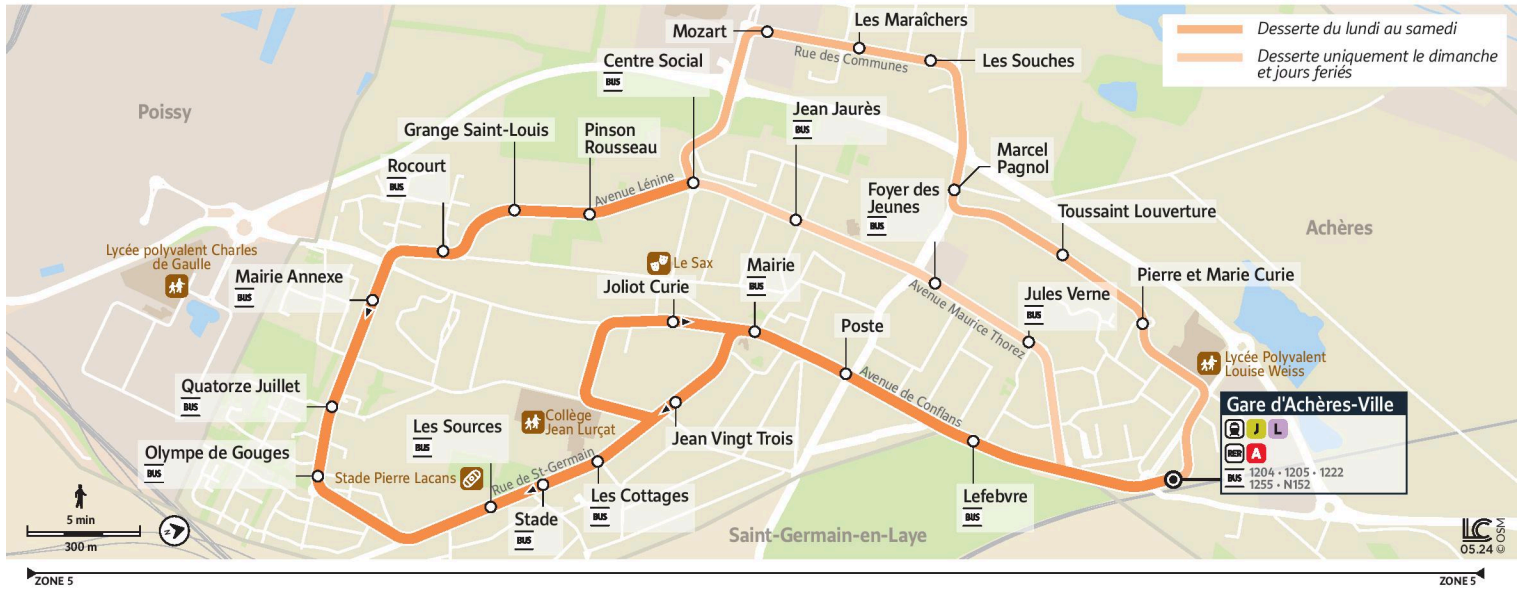 Desserte du lundi au samedi
Desserte uniquement le dimanche
et jours feriés
Mozart
Les Maraîchers
Rue des Communes
Les Souches
Centre Social
BUS
Poissy
Jean Jaurès
BUS
Grange Saint-Louis
Pinson
Rousseau
Rocourt
BUS
Avenue Lénine
Marcel
Pagnol
Foyer des
Jeunes
BUS
Toussaint Louverture
Achères
Lycée polyvalent Charles
de Gaulle
Mairie Annexe
BUS
Le Sax
Joliot Curie
Mairie
BUS
Pierre et Marie Curie
Jules Verne
BUS
Avenue Maurice Thorez
Poste
Lycée Polyvalent
Louise Weiss
Avenue de Conflans
Quatorze Juillet
BUS
Gare d'Achères-Ville
J L
RER A
BUS 1204 • 1205 • 1222
1255 • N152
Collège
Jean Lurçat
Les Sources
BUS
Jean Vingt Trois
Olympe de Gouges
BUS
Stade Pierre Lacans
Rue de St-Germain
Les Cottages
BUS
Stade
BUS
Lefebvre
BUS
Saint-Germain-en-Laye
5 min
300 m
N
LC
05.24 © OSM
ZONE 5
ZONE 5